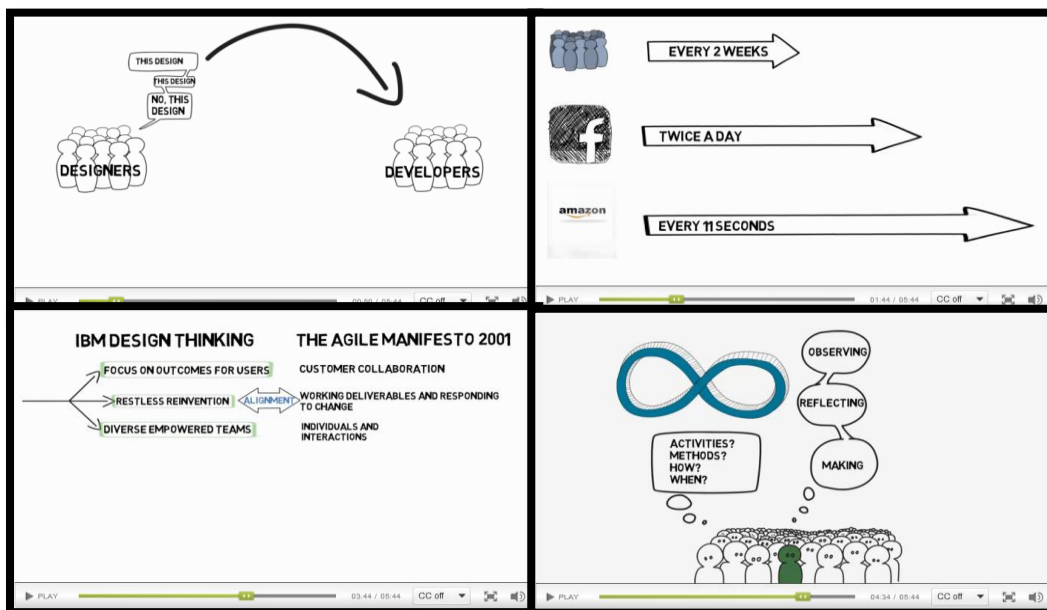 THIS DESIGN
THIS DESIGN
NO, THIS
DESIGN
DESIGNERS
DEVELOPERS
PLAY
00:50 / 05:44
CC off
EVERY 2 WEEKS
f
TWICE A DAY
amazon
EVERY 11 SECONDS
PLAY
01:44 / 05:44
CC off
IBM DESIGN THINKING
THE AGILE MANIFESTO 2001
FOCUS ON OUTCOMES FOR USERS
CUSTOMER COLLABORATION
RESTLESS REINVENTION
ALIGNMENT
WORKING DELIVERABLES AND RESPONDING
TO CHANGE
DIVERSE EMPOWERED TEAMS
INDIVIDUALS AND
INTERACTIONS
PLAY
03:44 / 05:44
CC off
OBSERVING
REFLECTING
MAKING
ACTIVITIES?
METHODS?
HOW?
WHEN?
PLAY
04:34 / 05:44
CC off